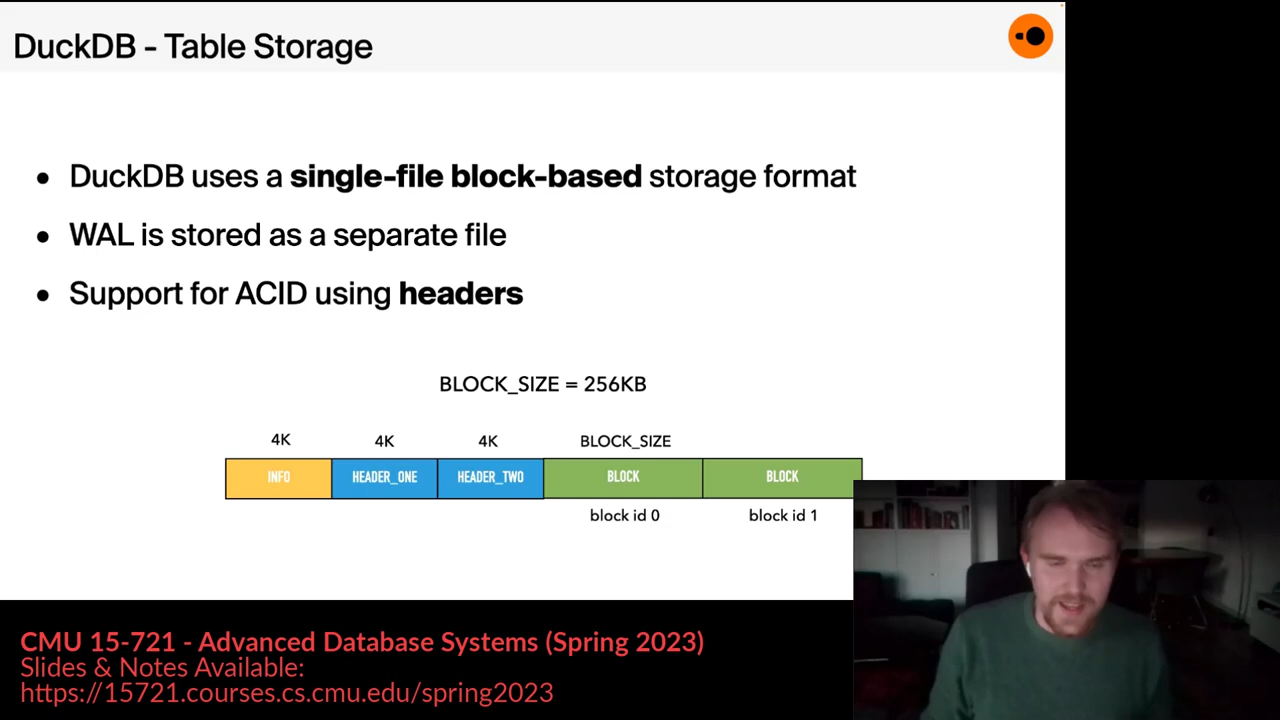 DuckDB - Table Storage
• DuckDB uses a single-file block-based storage format
• WAL is stored as a separate file
• Support for ACID using headers
BLOCK_SIZE = 256KB
4K 4K 4K BLOCK_SIZE
INFO HEADER_ONE HEADER_TWO BLOCK BLOCK
block id 0 block id 1
CMU 15-721 - Advanced Database Systems (Spring 2023)
Slides & Notes Available:
https://15721.courses.cs.cmu.edu/spring2023